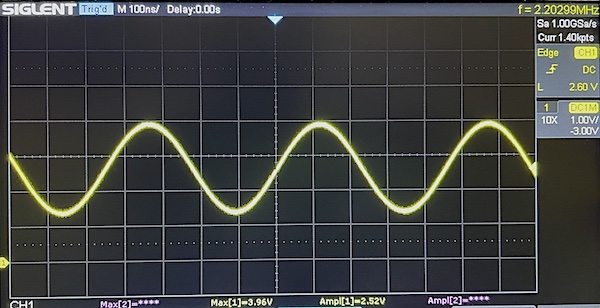 SIGLENT Trig'd M 100ns/ Delay:0.00s f = 2.20299MHz
Sa 1.00GSa/s
Curr 1.40kpts
Edge CH1
DC
L 2.60 V
1 DC1M
10X 1.00V/
-3.00V
1
CH1 Max[2]=**** Max[1]=3.96V Ampl[1]=2.52V Ampl[2]=****